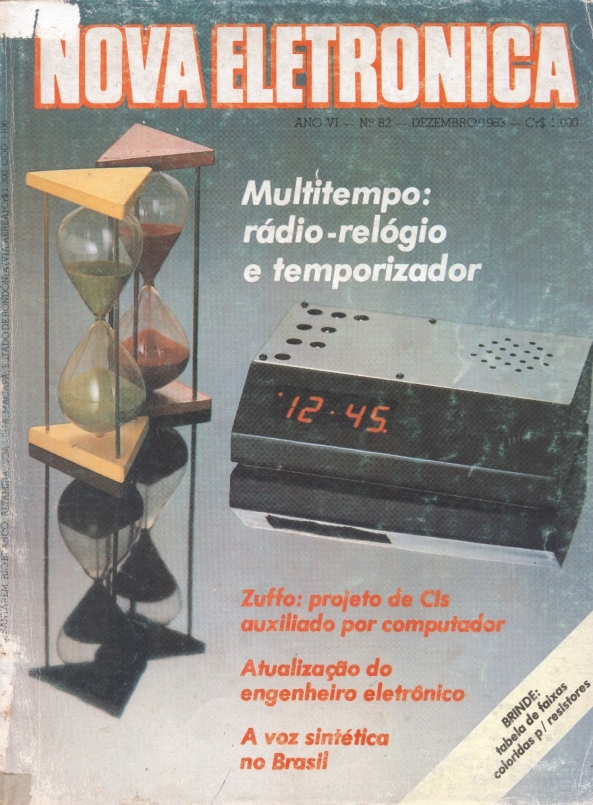 NOVA ELETRONICA
ANO VI — Nº 82 — DEZEMBRO/1983 — Cr$ 1.000
Multitempo:
rádio-relógio
e temporizador
12·45
Zuffo: projeto de CIs
auxiliado por computador
Atualização do
engenheiro eletrônico
A voz sintética
no Brasil
BRINDE:
tabela de faixas
coloridas p/ resistores